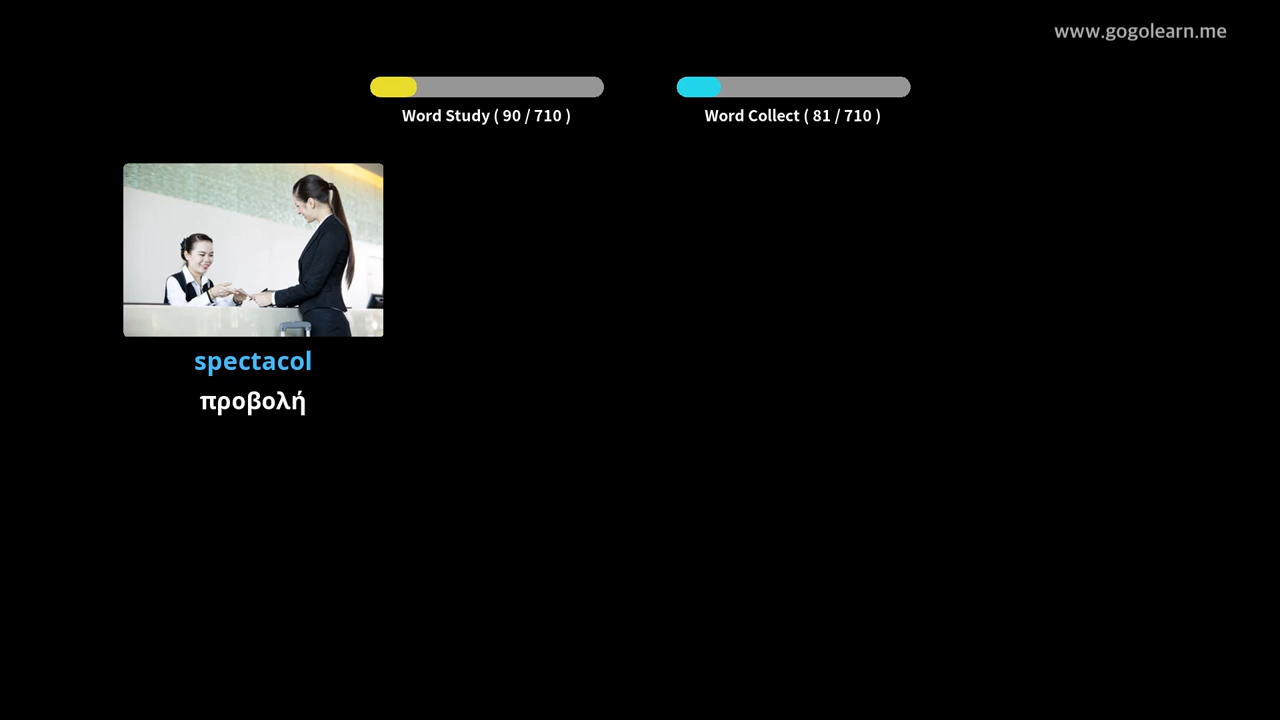 www.gogolearn.me
Word Study ( 90 / 710 )
Word Collect ( 81 / 710 )
spectacol
προβολή